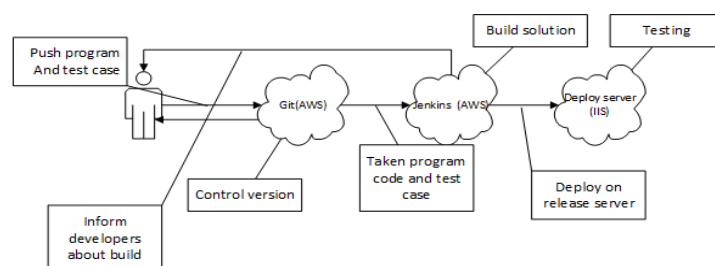 Push program
And test case
Build solution
Testing
Git(AWS)
Jenkins (AWS)
Deploy server
(IIS)
Control version
Taken program
code and test
case
Deploy on
release server
Inform
developers
about build